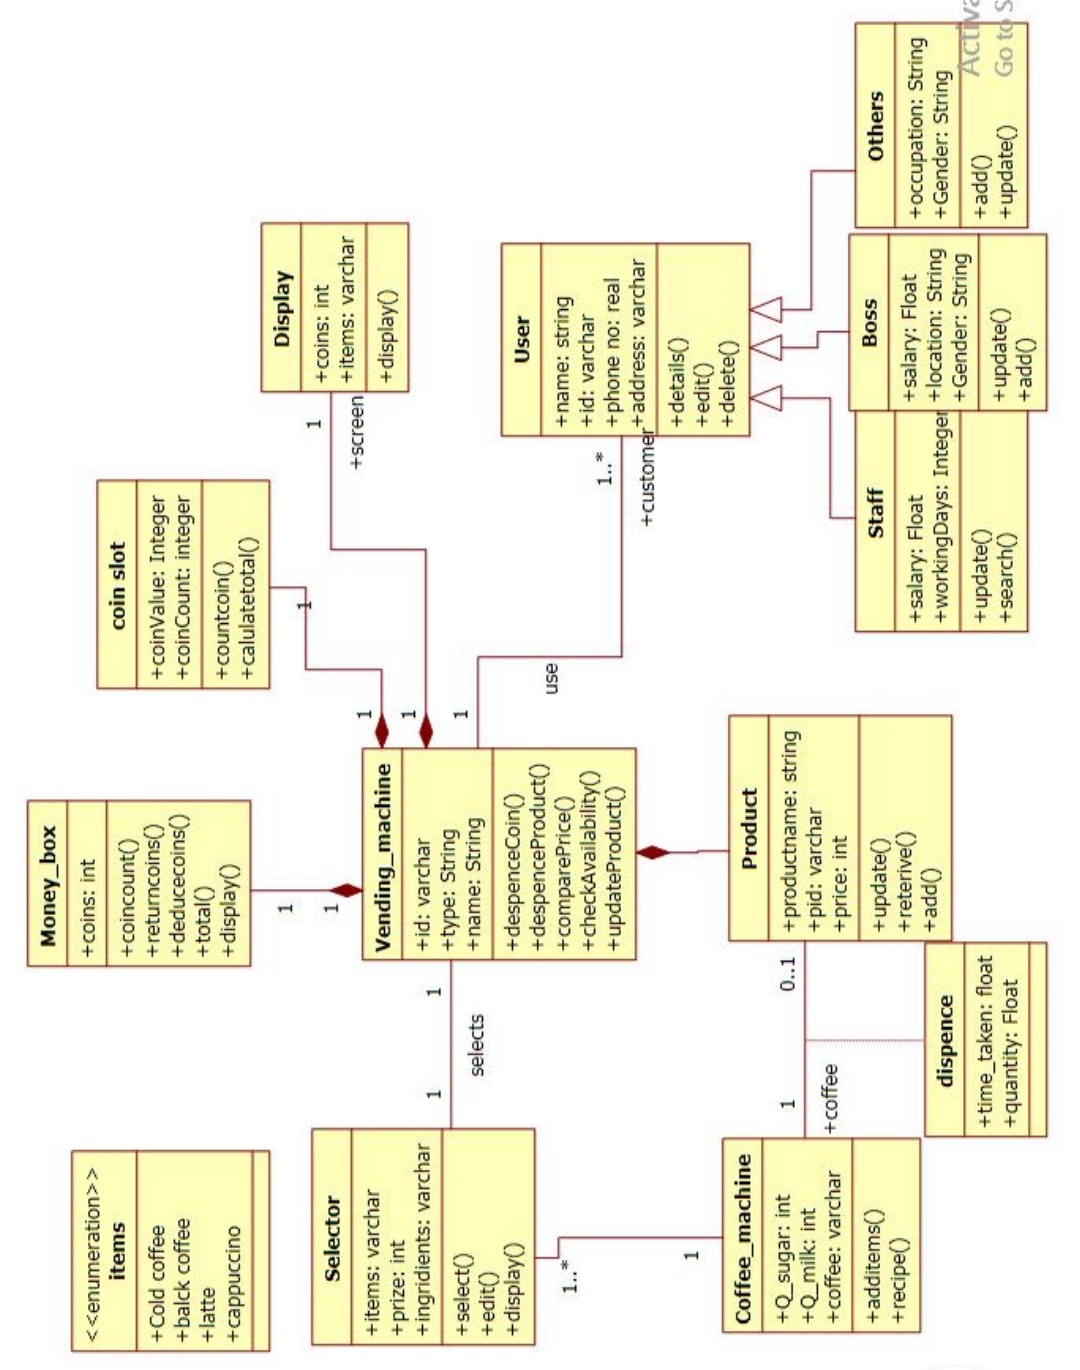 <<enumeration>>
items
+Cold coffee
+balck coffee
+latte
+cappuccino
Money_box
+coins: int
+coincount()
+returncoins()
+deducecoins()
+total()
+display()
coin slot
+coinValue: Integer
+coinCount: integer
+countcoin()
+calulatetotal()
Display
+coins: int
+items: varchar
+display()
1
1
1
1
1
1
+screen
Selector
+items: varchar
+prize: int
+ingridients: varchar
+select()
+edit()
+display()
1
selects
1
Vending_machine
+id: varchar
+type: String
+name: String
+despenceCoin()
+despenceProduct()
+comparePrice()
+checkAvailability()
+updateProduct()
1
use
1..*
+customer
User
+name: string
+id: varchar
+phone no: real
+address: varchar
+details()
+edit()
+delete()
1..*
1
Coffee_machine
+Q_sugar: int
+Q_milk: int
+coffee: varchar
+additems()
+recipe()
1
+coffee
0..1
Product
+productname: string
+pid: varchar
+price: int
+update()
+reterive()
+add()
dispence
+time_taken: float
+quantity: Float
Staff
+salary: Float
+workingDays: Integer
+update()
+search()
Boss
+salary: Float
+location: String
+Gender: String
+update()
+add()
Others
+occupation: String
+Gender: String
+add()
+update()
Activa
Go to S